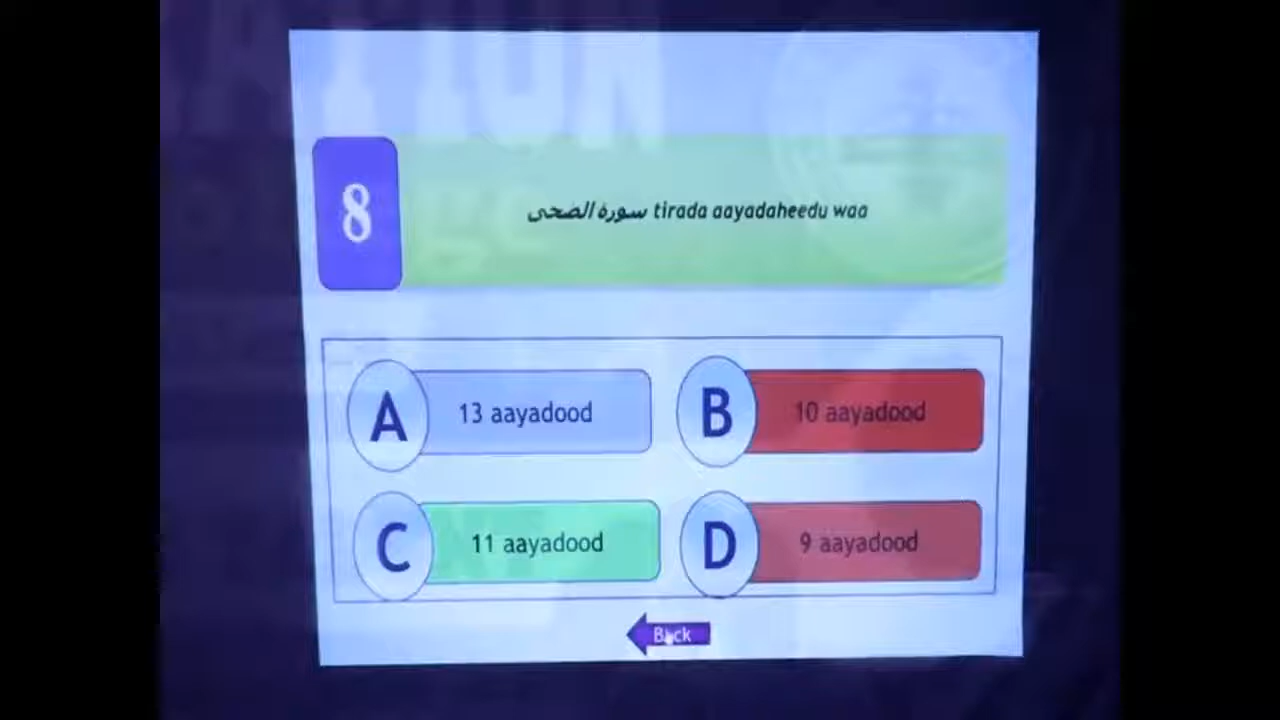 8
سورة الضحى tirada aayadaheedu waa
A 13 aayadood
B 10 aayadood
C 11 aayadood
D 9 aayadood
Back